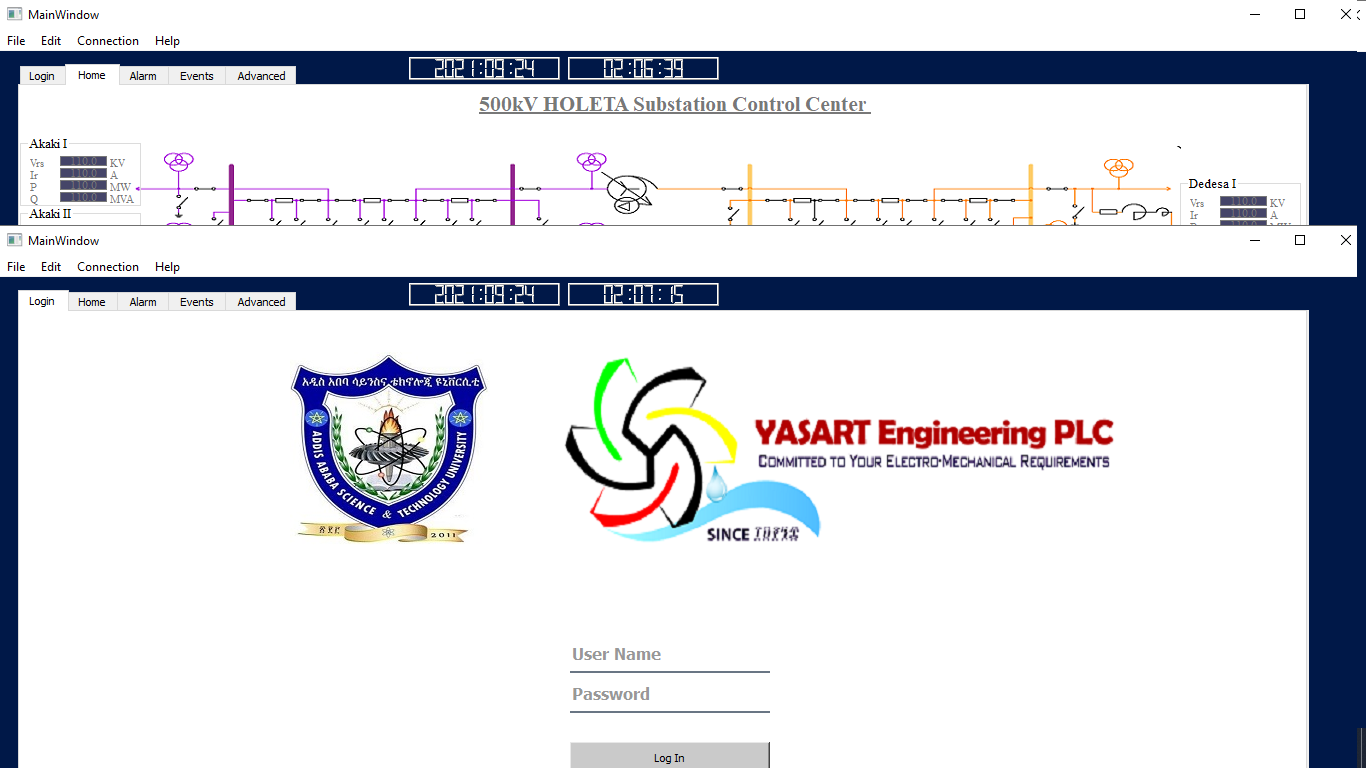 MainWindow
File Edit Connection Help
Login Home Alarm Events Advanced
2021:09:24 02:06:39
500kV HOLETA Substation Control Center
Akaki I
Vrs 110.0 KV
Ir 110.0 A
P 110.0 MW
Q 110.0 MVA
Akaki II
Dedesa I
Vrs 110.0 KV
Ir 110.0 A
MainWindow
File Edit Connection Help
Login Home Alarm Events Advanced
2021:09:24 02:07:15
አዲስ አበባ ሳይንስና ቴክኖሎጂ ዩኒቨርሲቲ
ADDIS ABABA SCIENCE & TECHNOLOGY UNIVERSITY
2011
YASART Engineering PLC
COMMITTED TO YOUR ELECTRO-MECHANICAL REQUIREMENTS
SINCE
User Name
Password
Log In